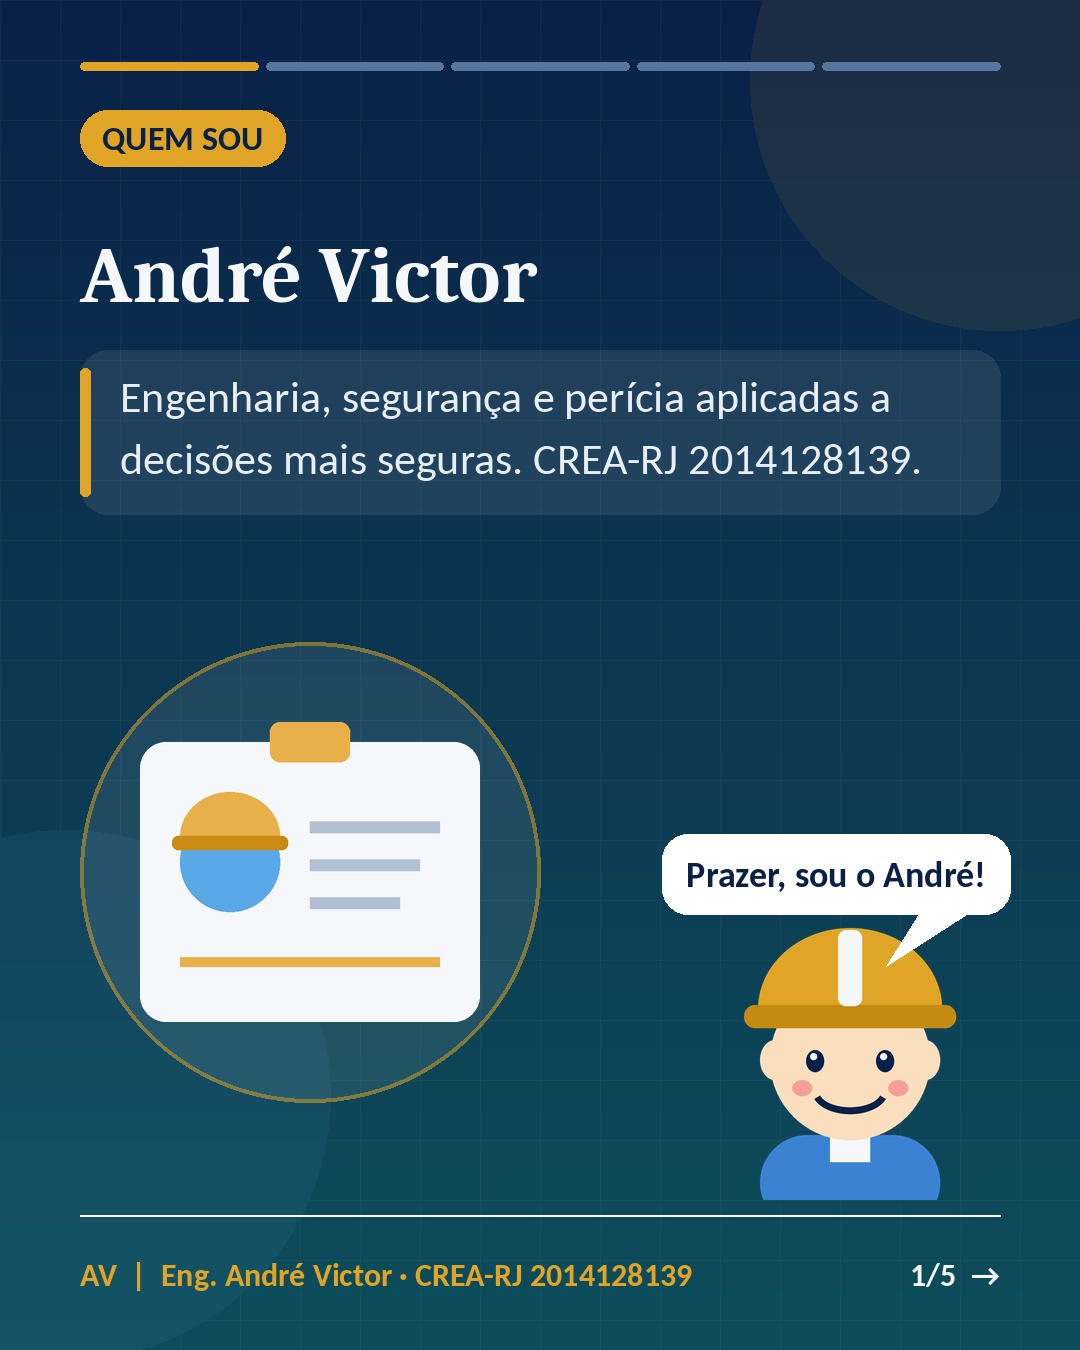 QUEM SOU
André Victor
Engenharia, segurança e perícia aplicadas a
decisões mais seguras. CREA-RJ 2014128139.
Prazer, sou o André!
AV | Eng. André Victor · CREA-RJ 2014128139
1/5 →